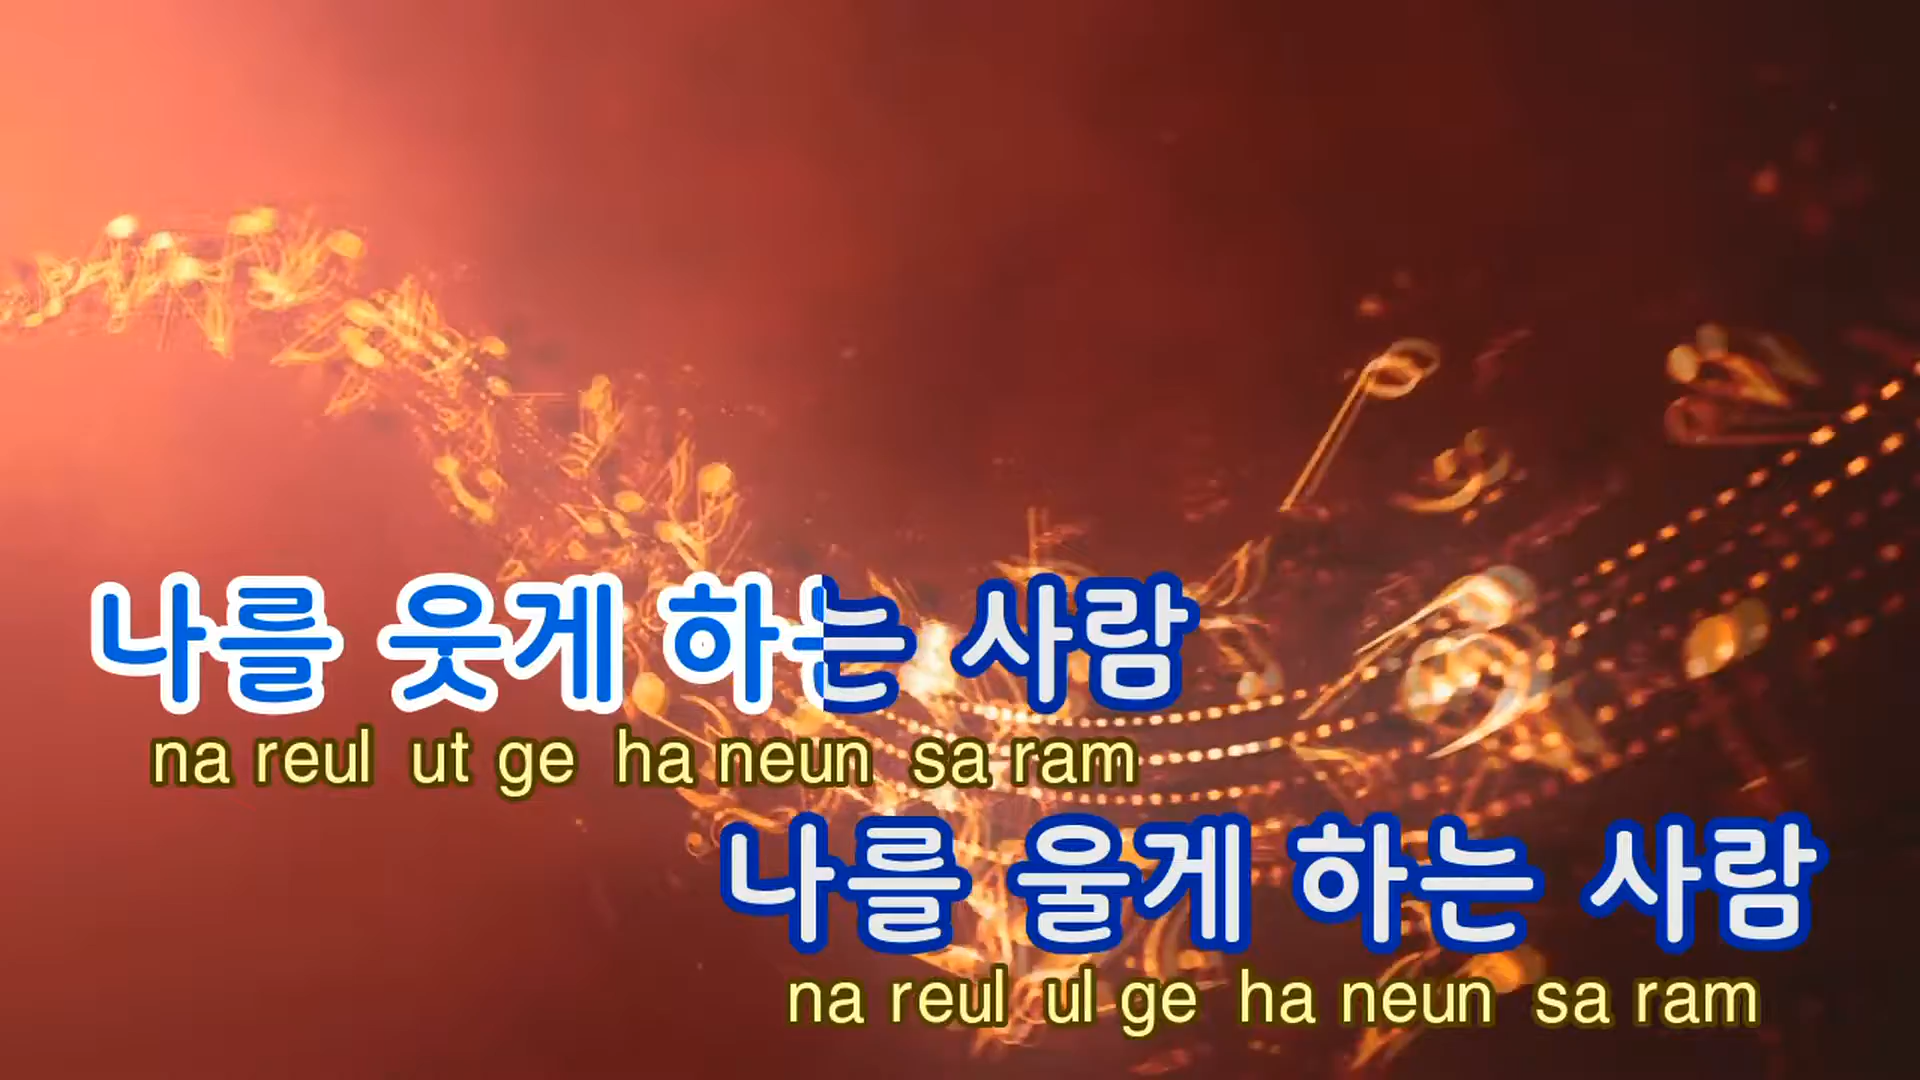 나를 웃게 하는 사람
na reul ut ge ha neun sa ram
나를 울게 하는 사람
na reul ul ge ha neun sa ram